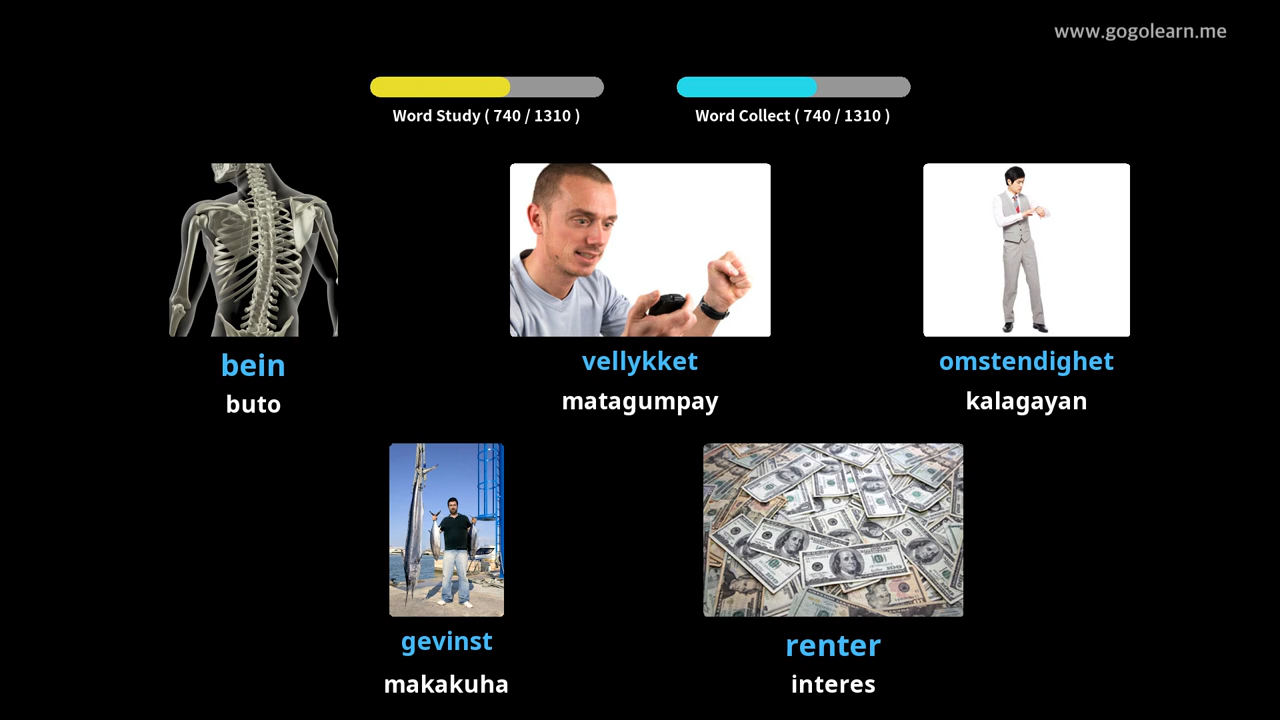 www.gogolearn.me
Word Study ( 740 / 1310 )
Word Collect ( 740 / 1310 )
bein
buto
vellykket
matagumpay
omstendighet
kalagayan
gevinst
makakuha
renter
interes